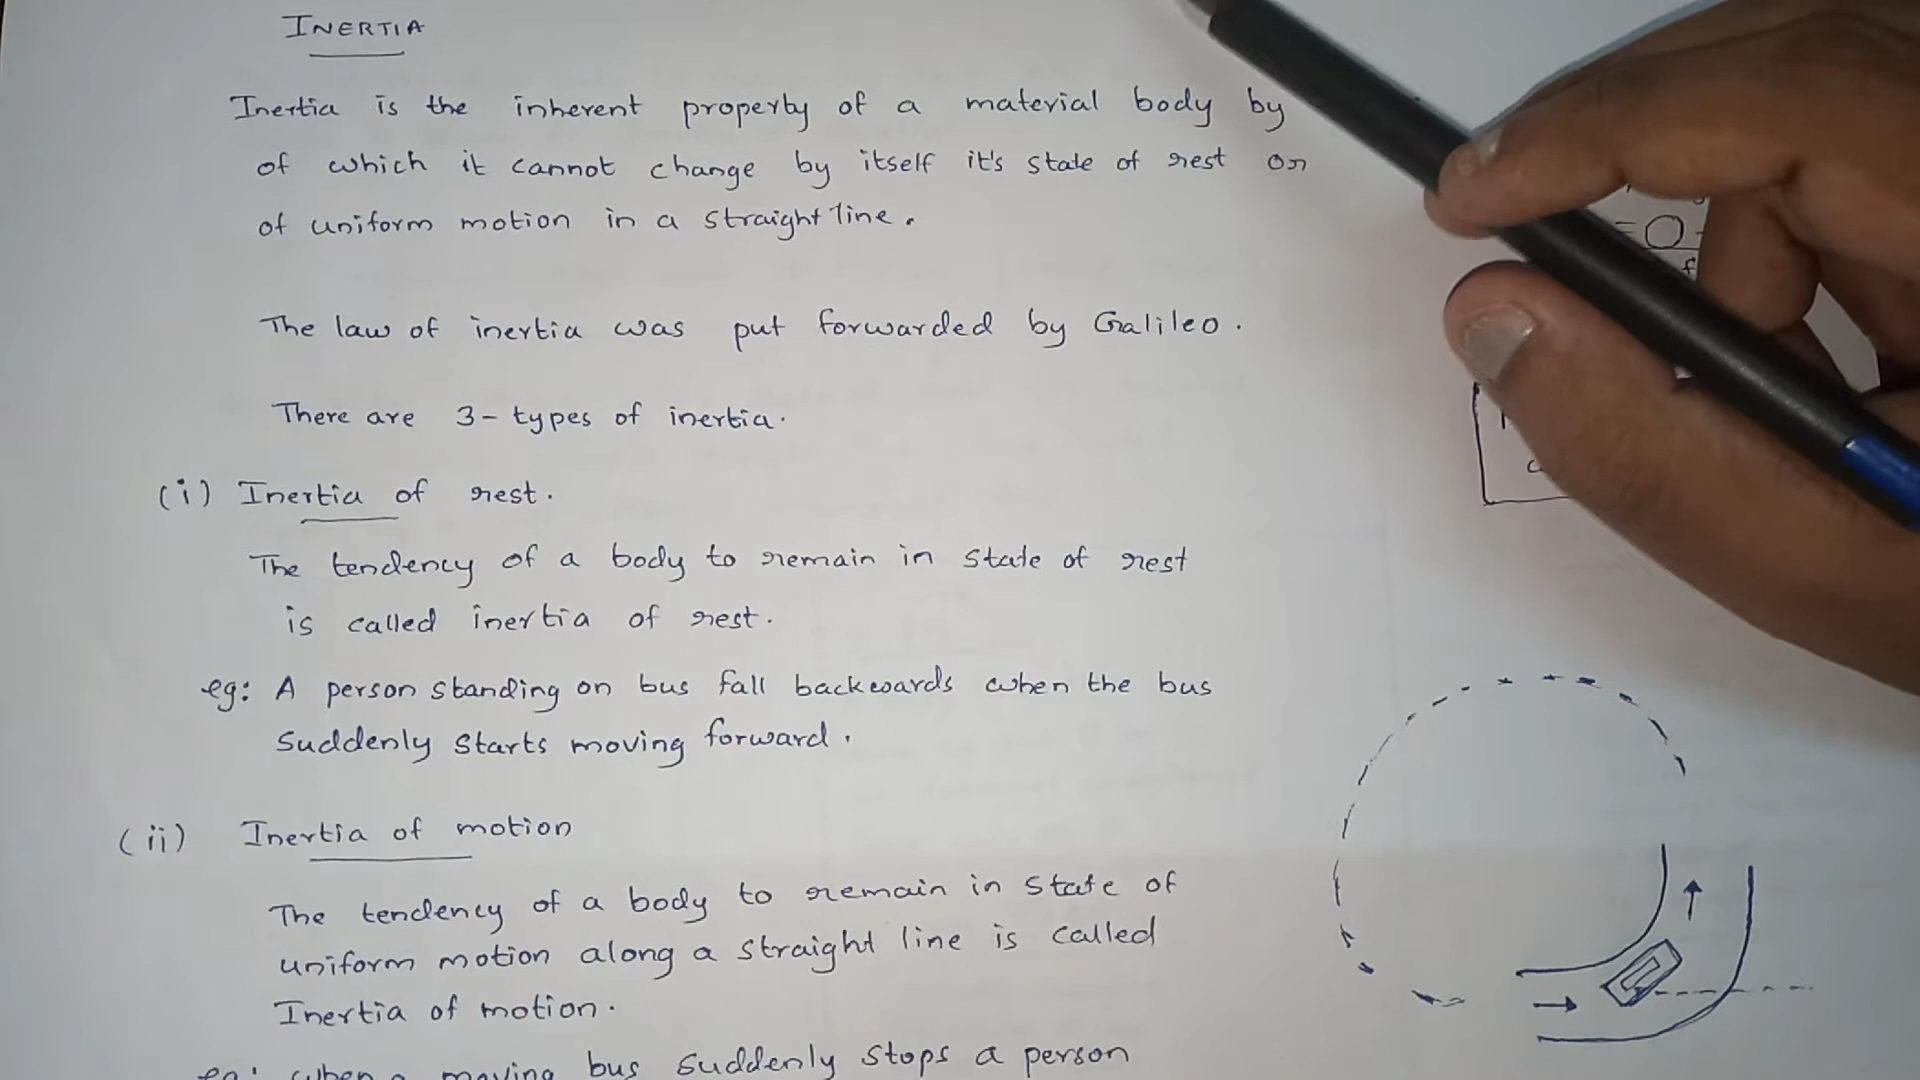 INERTIA
Inertia is the inherent property of a material body by
of which it cannot change by itself it's state of rest or
of uniform motion in a straight line.
The law of inertia was put forwarded by Galileo.
There are 3- types of inertia.
(i) Inertia of rest.
The tendency of a body to remain in state of rest
is called inertia of rest.
eg: A person standing on bus fall backwards when the bus
suddenly starts moving forward.
(ii) Inertia of motion
The tendency of a body to remain in state of
uniform motion along a straight line is called
Inertia of motion.
eg: when a moving bus suddenly stops a person